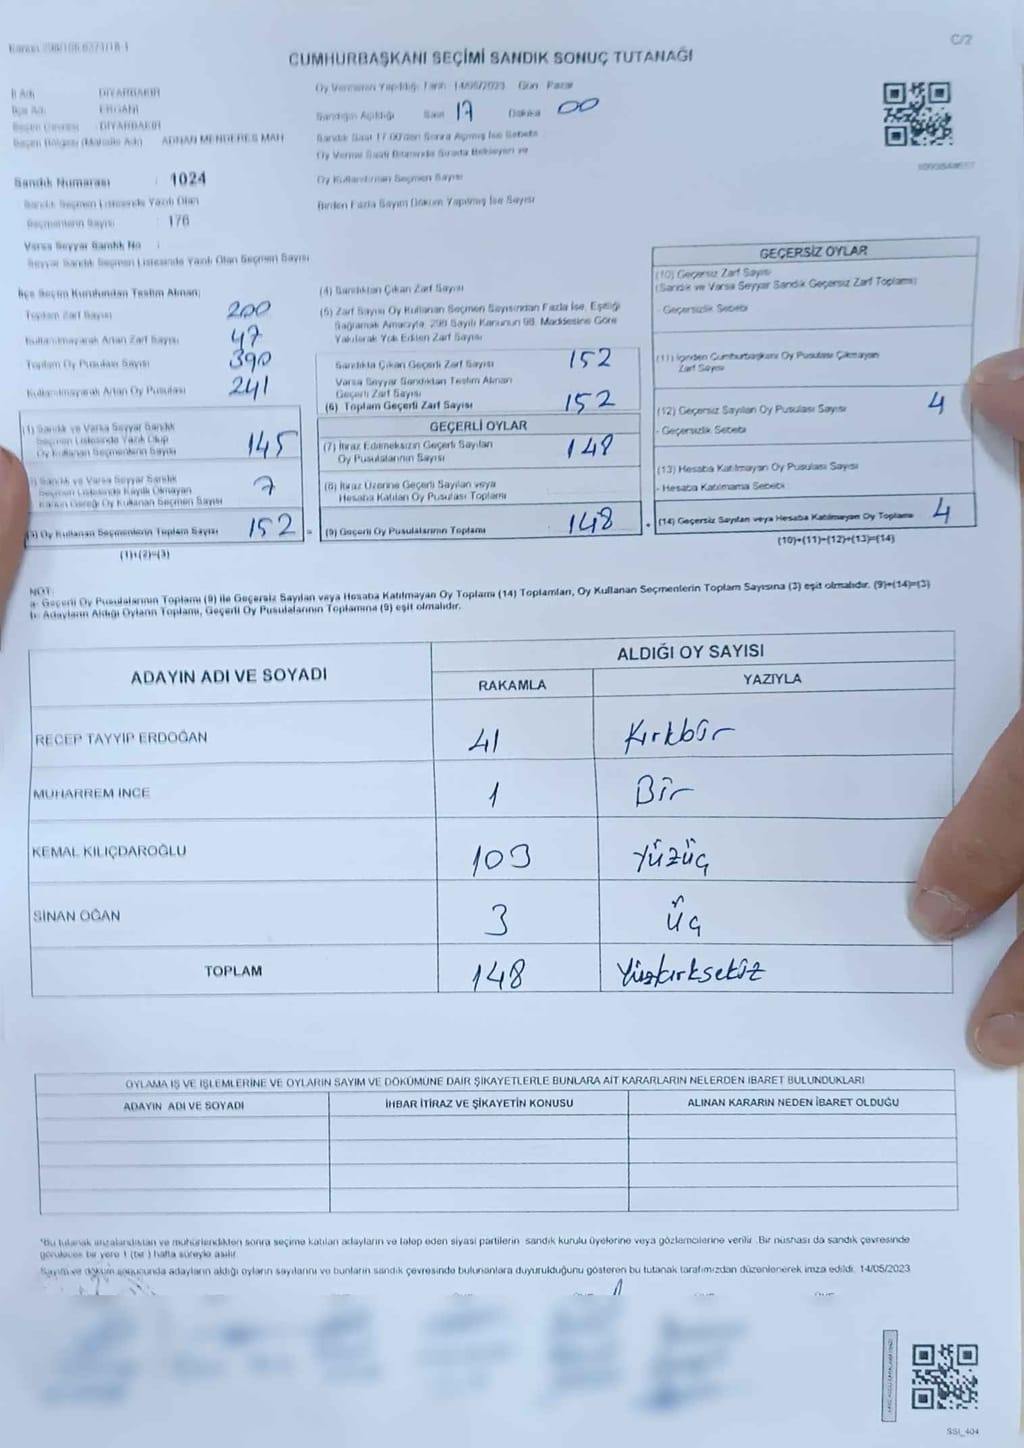 C/2
CUMHURBAŞKANI SEÇİMİ SANDIK SONUÇ TUTANAĞI
İl Adı DİYARBAKIR
İlçe Adı ERGANİ
Seçim Çevresi : DİYARBAKIR
Seçim Bölgesi (Mahalle Adı) ADNAN MENDERES MAH
Sandık Numarası : 1024
Sandık Seçmen Listesinde Yazılı Olan
Seçmenlerin Sayısı : 176
Varsa Seyyar Sandık No :
Seyyar Sandık Seçmen Listesinde Yazılı Olan Seçmen Sayısı
Oy Vermenin Yapıldığı Tarih 14/05/2023 Gün Pazar
Sandığın Açıldığı Saat 17 Dakika 00
Sandık Saat 17.00'den Sonra Açılmış İse Sebebi
Oy Verme Saati Bitiminde Sırada Bekleyen ve
Oy Kullandırılan Seçmen Sayısı
Birden Fazla Sayım Döküm Yapılmış İse Sayısı
İlçe Seçim Kurulundan Teslim Alınan;
Toplam Zarf Sayısı 200
Kullanılmayarak Artan Zarf Sayısı 47
Toplam Oy Pusulası Sayısı 390
Kullanılmayarak Artan Oy Pusulası 241
(1) Sandık ve Varsa Seyyar Sandık
Seçmen Listesinde Yazılı Olup
Oy Kullanan Seçmenlerin Sayısı 145
Sandık ve Varsa Seyyar Sandık
Seçmen Listesinde Kayıtlı Olmayan
Kanun Gereği Oy Kullanan Seçmen Sayısı 7
(3) Oy Kullanan Seçmenlerin Toplam Sayısı 152 =
(1)+(2)=(3)
(4) Sandıktan Çıkan Zarf Sayısı
(5) Zarf Sayısı Oy Kullanan Seçmen Sayısından Fazla İse, Eşitliği
Sağlamak Amacıyla, 298 Sayılı Kanunun 98. Maddesine Göre
Yakılarak Yok Edilen Zarf Sayısı
Sandıkta Çıkan Geçerli Zarf Sayısı 152
Varsa Seyyar Sandıktan Teslim Alınan
Geçerli Zarf Sayısı
(6) Toplam Geçerli Zarf Sayısı 152
GEÇERLİ OYLAR
(7) İtiraz Edilmeksizin Geçerli Sayılan
Oy Pusulalarının Sayısı 148
(8) İtiraz Üzerine Geçerli Sayılan veya
Hesaba Katılan Oy Pusulası Toplamı
(9) Geçerli Oy Pusulalarının Toplamı 148
GEÇERSİZ OYLAR
(10) Geçersiz Zarf Sayısı
(Sandık ve Varsa Seyyar Sandık Geçersiz Zarf Toplamı)
- Geçersizlik Sebebi
(11) İçinden Cumhurbaşkanı Oy Pusulası Çıkmayan
Zarf Sayısı
(12) Geçersiz Sayılan Oy Pusulası Sayısı 4
- Geçersizlik Sebebi
(13) Hesaba Katılmayan Oy Pusulası Sayısı
- Hesaba Katılmama Sebebi
(14) Geçersiz Sayılan veya Hesaba Katılmayan Oy Toplamı 4
(10)+(11)+(12)+(13)=(14)
NOT:
a- Geçerli Oy Pusulalarının Toplamı (9) ile Geçersiz Sayılan veya Hesaba Katılmayan Oy Toplamı (14) Toplamları, Oy Kullanan Seçmenlerin Toplam Sayısına (3) eşit olmalıdır. (9)+(14)=(3)
b- Adayların Aldığı Oyların Toplamı, Geçerli Oy Pusulalarının Toplamına (9) eşit olmalıdır.
ADAYIN ADI VE SOYADI
ALDIĞI OY SAYISI
RAKAMLA YAZIYLA
RECEP TAYYİP ERDOĞAN 41 Kırkbir
MUHARREM İNCE 1 Bir
KEMAL KILIÇDAROĞLU 103 Yüzüç
SİNAN OĞAN 3 Üç
TOPLAM 148 Yüzkırksekiz
OYLAMA İŞ VE İŞLEMLERİNE VE OYLARIN SAYIM VE DÖKÜMÜNE DAİR ŞİKAYETLERLE BUNLARA AİT KARARLARIN NELERDEN İBARET BULUNDUKLARI
ADAYIN ADI VE SOYADI İHBAR İTİRAZ VE ŞİKAYETİN KONUSU ALINAN KARARIN NEDEN İBARET OLDUĞU
*Bu tutanak imzalandıktan ve mühürlendikten sonra seçime katılan adayların ve talep eden siyasi partilerin sandık kurulu üyelerine veya gözlemcilerine verilir. Bir nüshası da sandık çevresinde
görülecek bir yere 1 (bir) hafta süreyle asılır
Sayım ve döküm sonucunda adayların aldığı oyların sayılarını ve bunların sandık çevresinde bulunanlara duyurulduğunu gösteren bu tutanak tarafımızdan düzenlenerek imza edildi. 14/05/2023
SSI_404